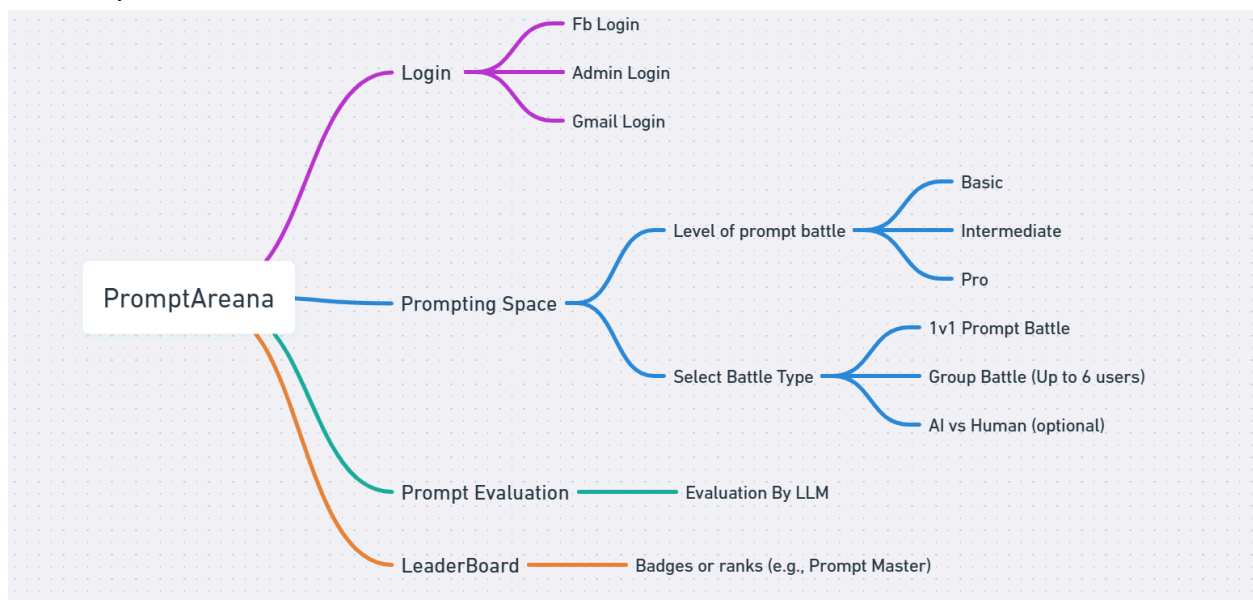 PromptAreana
Login
Fb Login
Admin Login
Gmail Login
Prompting Space
Level of prompt battle
Basic
Intermediate
Pro
Select Battle Type
1v1 Prompt Battle
Group Battle (Up to 6 users)
AI vs Human (optional)
Prompt Evaluation
Evaluation By LLM
LeaderBoard
Badges or ranks (e.g., Prompt Master)